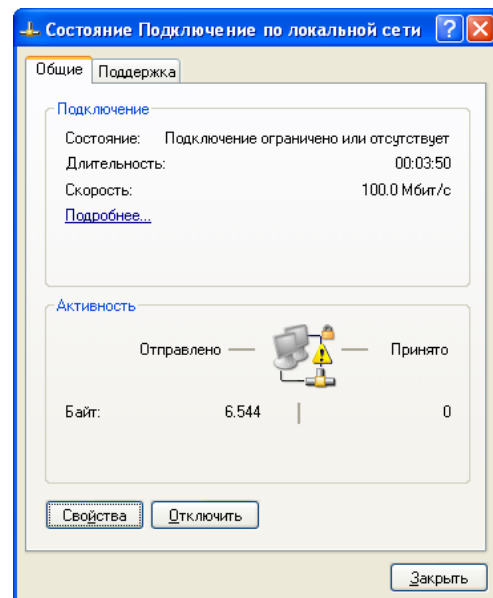 Состояние Подключение по локальной сети
Общие Поддержка
Подключение
Состояние: Подключение ограничено или отсутствует
Длительность: 00:03:50
Скорость: 100.0 Мбит/с
Подробнее...
Активность
Отправлено Принято
Байт: 6.544 0
Свойства Отключить
Закрыть